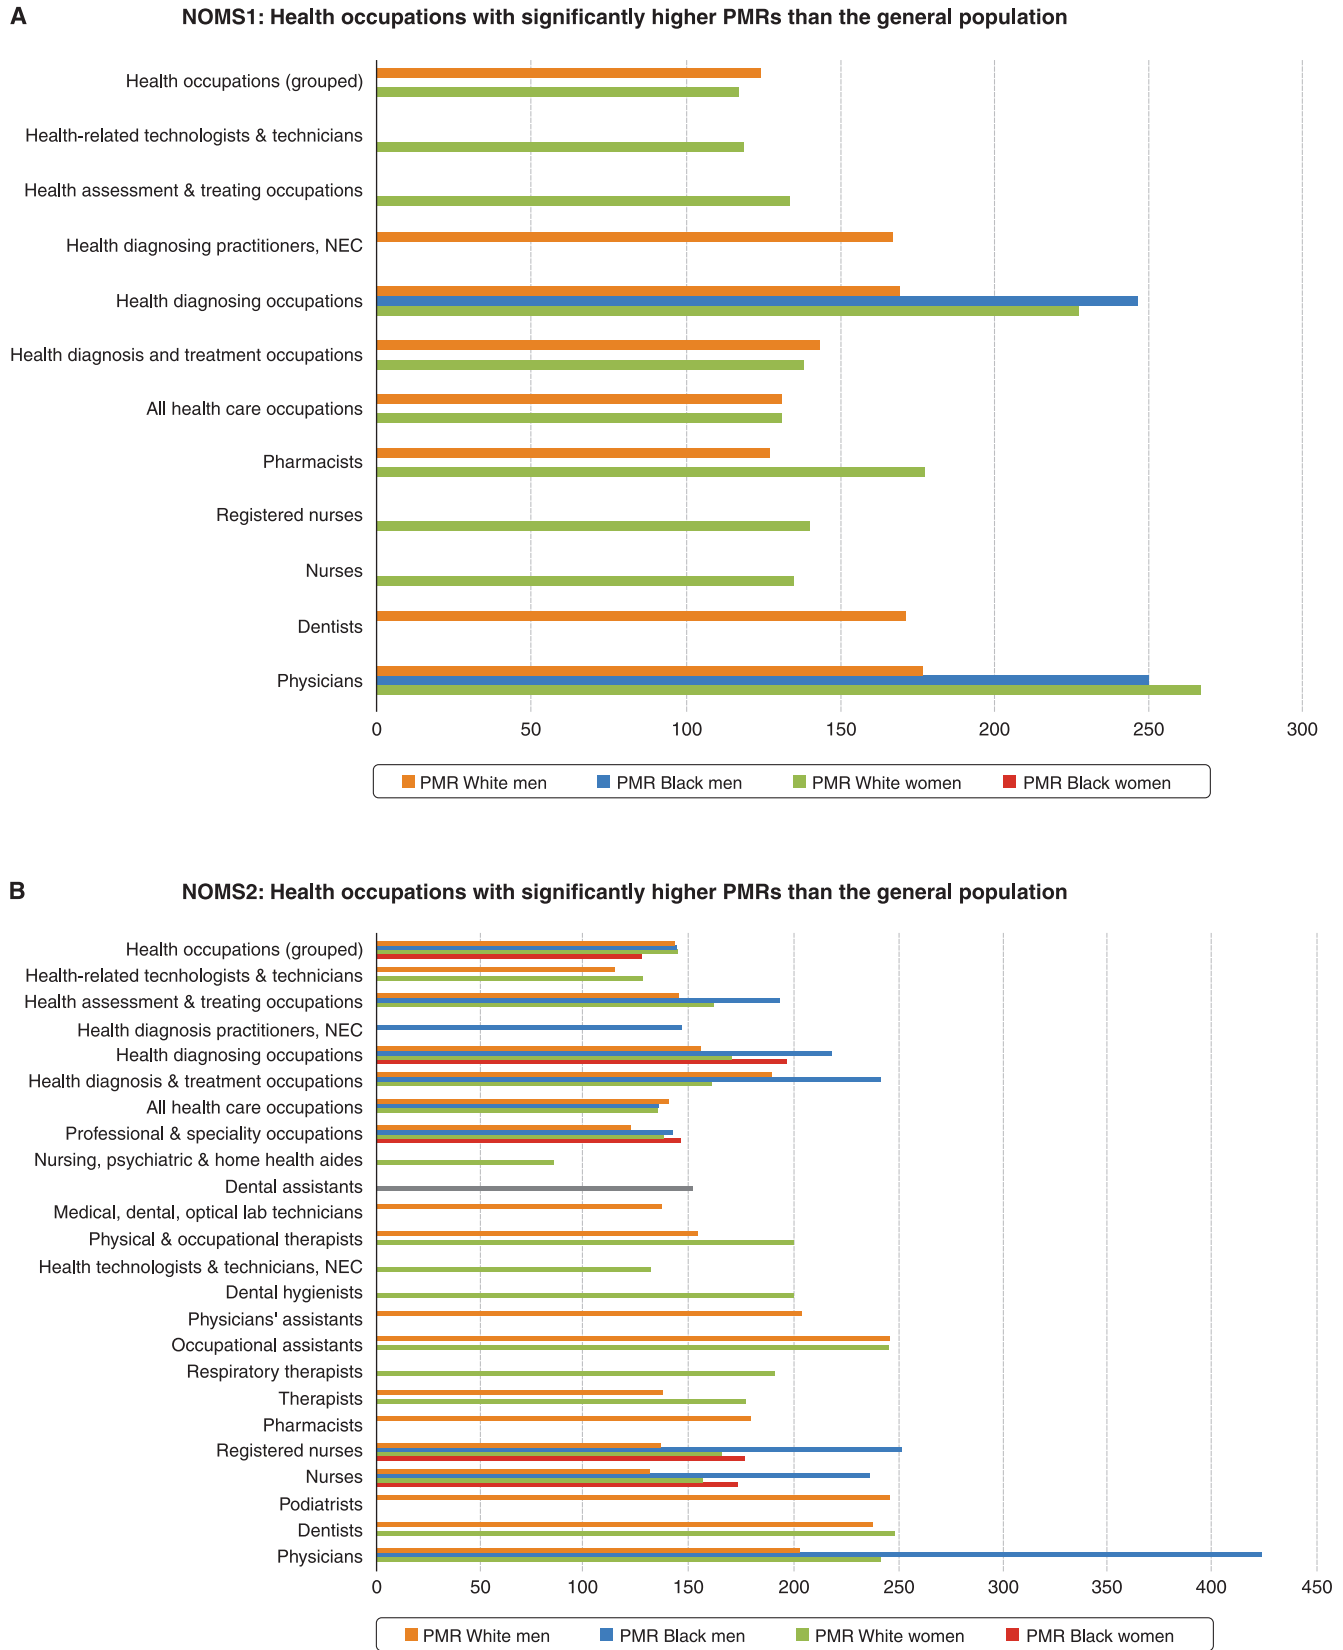 A
NOMS1: Health occupations with significantly higher PMRs than the general population
Health occupations (grouped)
Health-related technologists & technicians
Health assessment & treating occupations
Health diagnosing practitioners, NEC
Health diagnosing occupations
Health diagnosis and treatment occupations
All health care occupations
Pharmacists
Registered nurses
Nurses
Dentists
Physicians
0 50 100 150 200 250 300
PMR White men PMR Black men PMR White women PMR Black women
B
NOMS2: Health occupations with significantly higher PMRs than the general population
Health occupations (grouped)
Health-related tecnhologists & technicians
Health assessment & treating occupations
Health diagnosis practitioners, NEC
Health diagnosing occupations
Health diagnosis & treatment occupations
All health care occupations
Professional & speciality occupations
Nursing, psychiatric & home health aides
Dental assistants
Medical, dental, optical lab technicians
Physical & occupational therapists
Health technologists & technicians, NEC
Dental hygienists
Physicians' assistants
Occupational assistants
Respiratory therapists
Therapists
Pharmacists
Registered nurses
Nurses
Podiatrists
Dentists
Physicians
0 50 100 150 200 250 300 350 400 450
PMR White men PMR Black men PMR White women PMR Black women